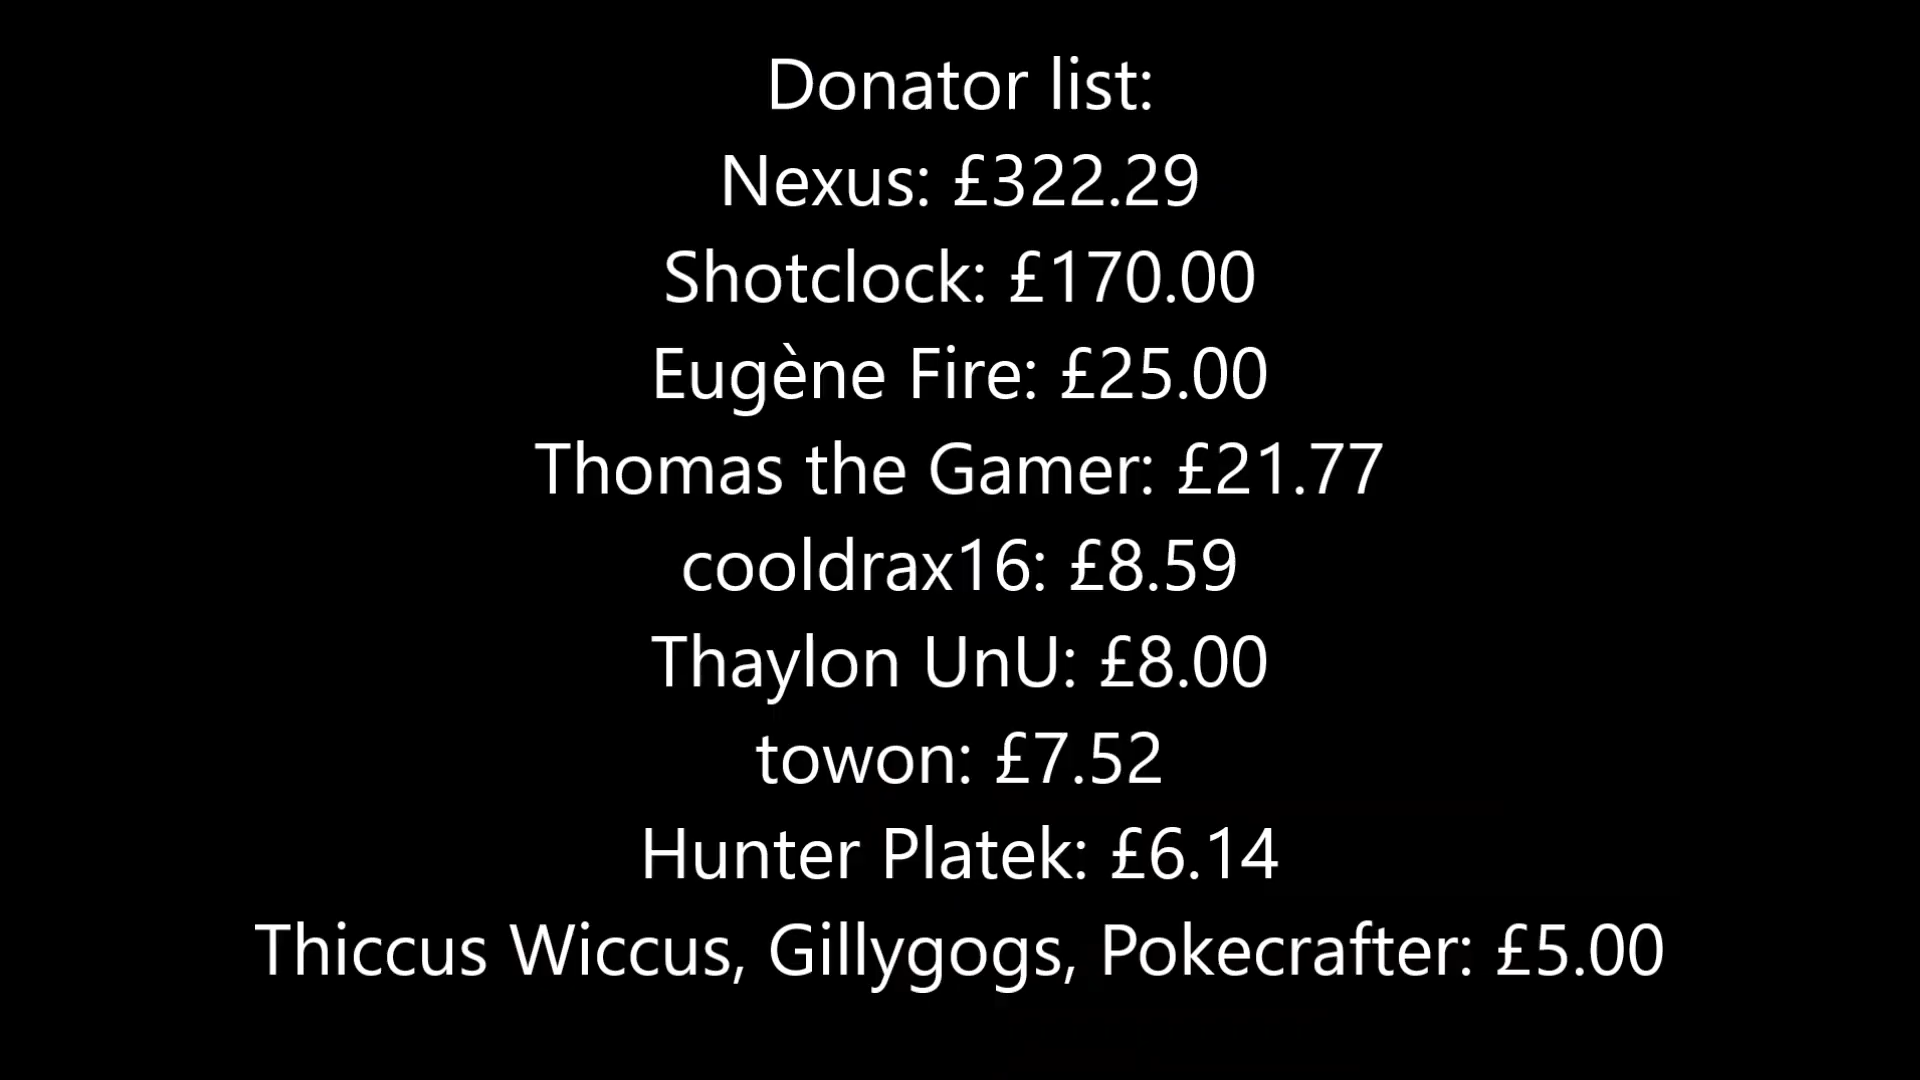 Donator list:
Nexus: £322.29
Shotclock: £170.00
Eugène Fire: £25.00
Thomas the Gamer: £21.77
cooldrax16: £8.59
Thaylon UnU: £8.00
towon: £7.52
Hunter Platek: £6.14
Thiccus Wiccus, Gillygogs, Pokecrafter: £5.00